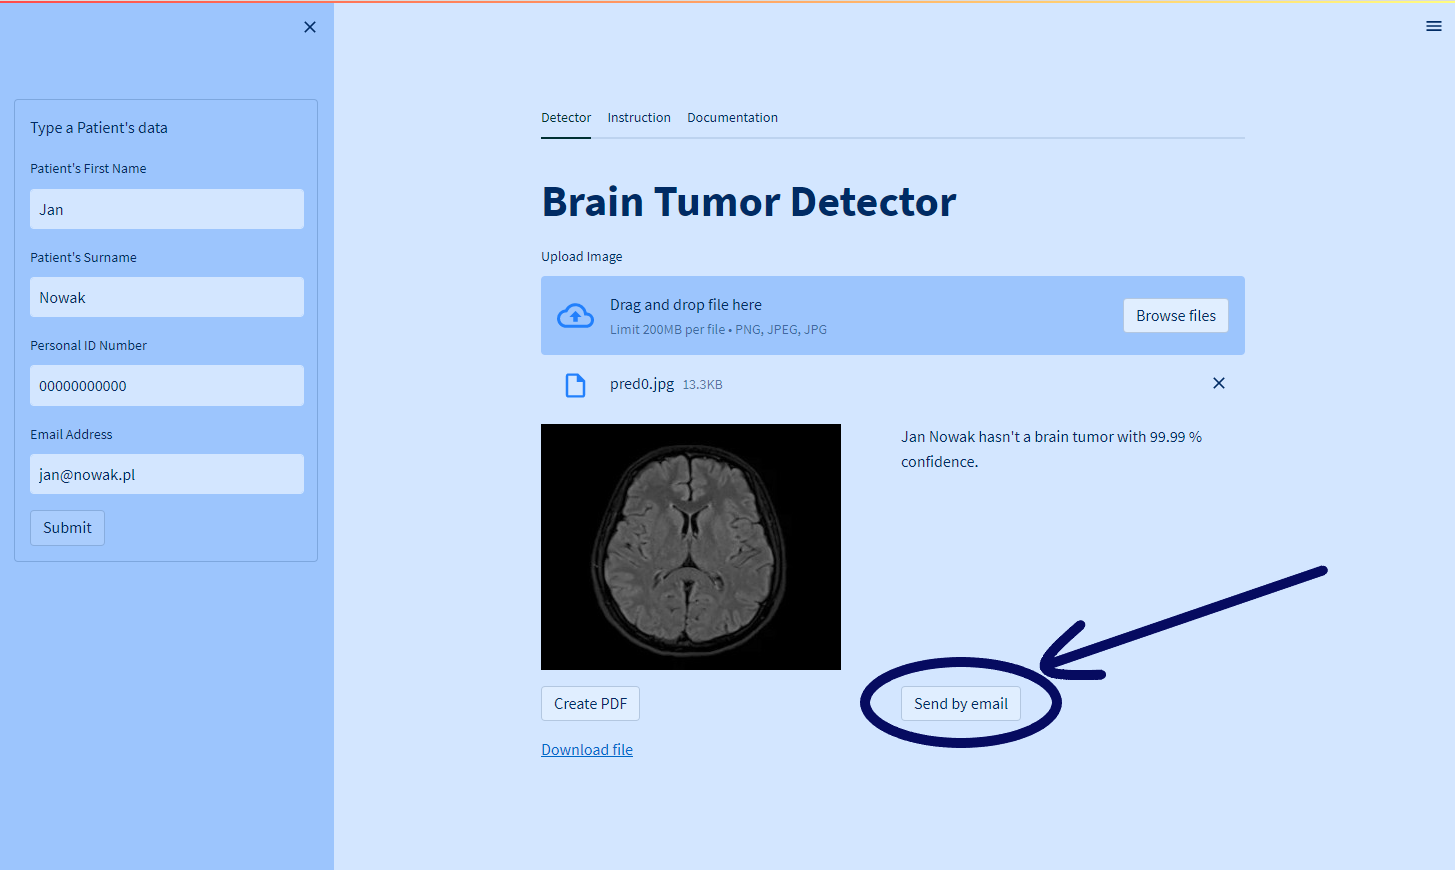 Type a Patient's data
Patient's First Name
Jan
Patient's Surname
Nowak
Personal ID Number
00000000000
Email Address
jan@nowak.pl
Submit
Detector Instruction Documentation
Brain Tumor Detector
Upload Image
Drag and drop file here
Limit 200MB per file • PNG, JPEG, JPG
Browse files
pred0.jpg 13.3KB
Jan Nowak hasn't a brain tumor with 99.99 %
confidence.
Create PDF
Send by email
Download file